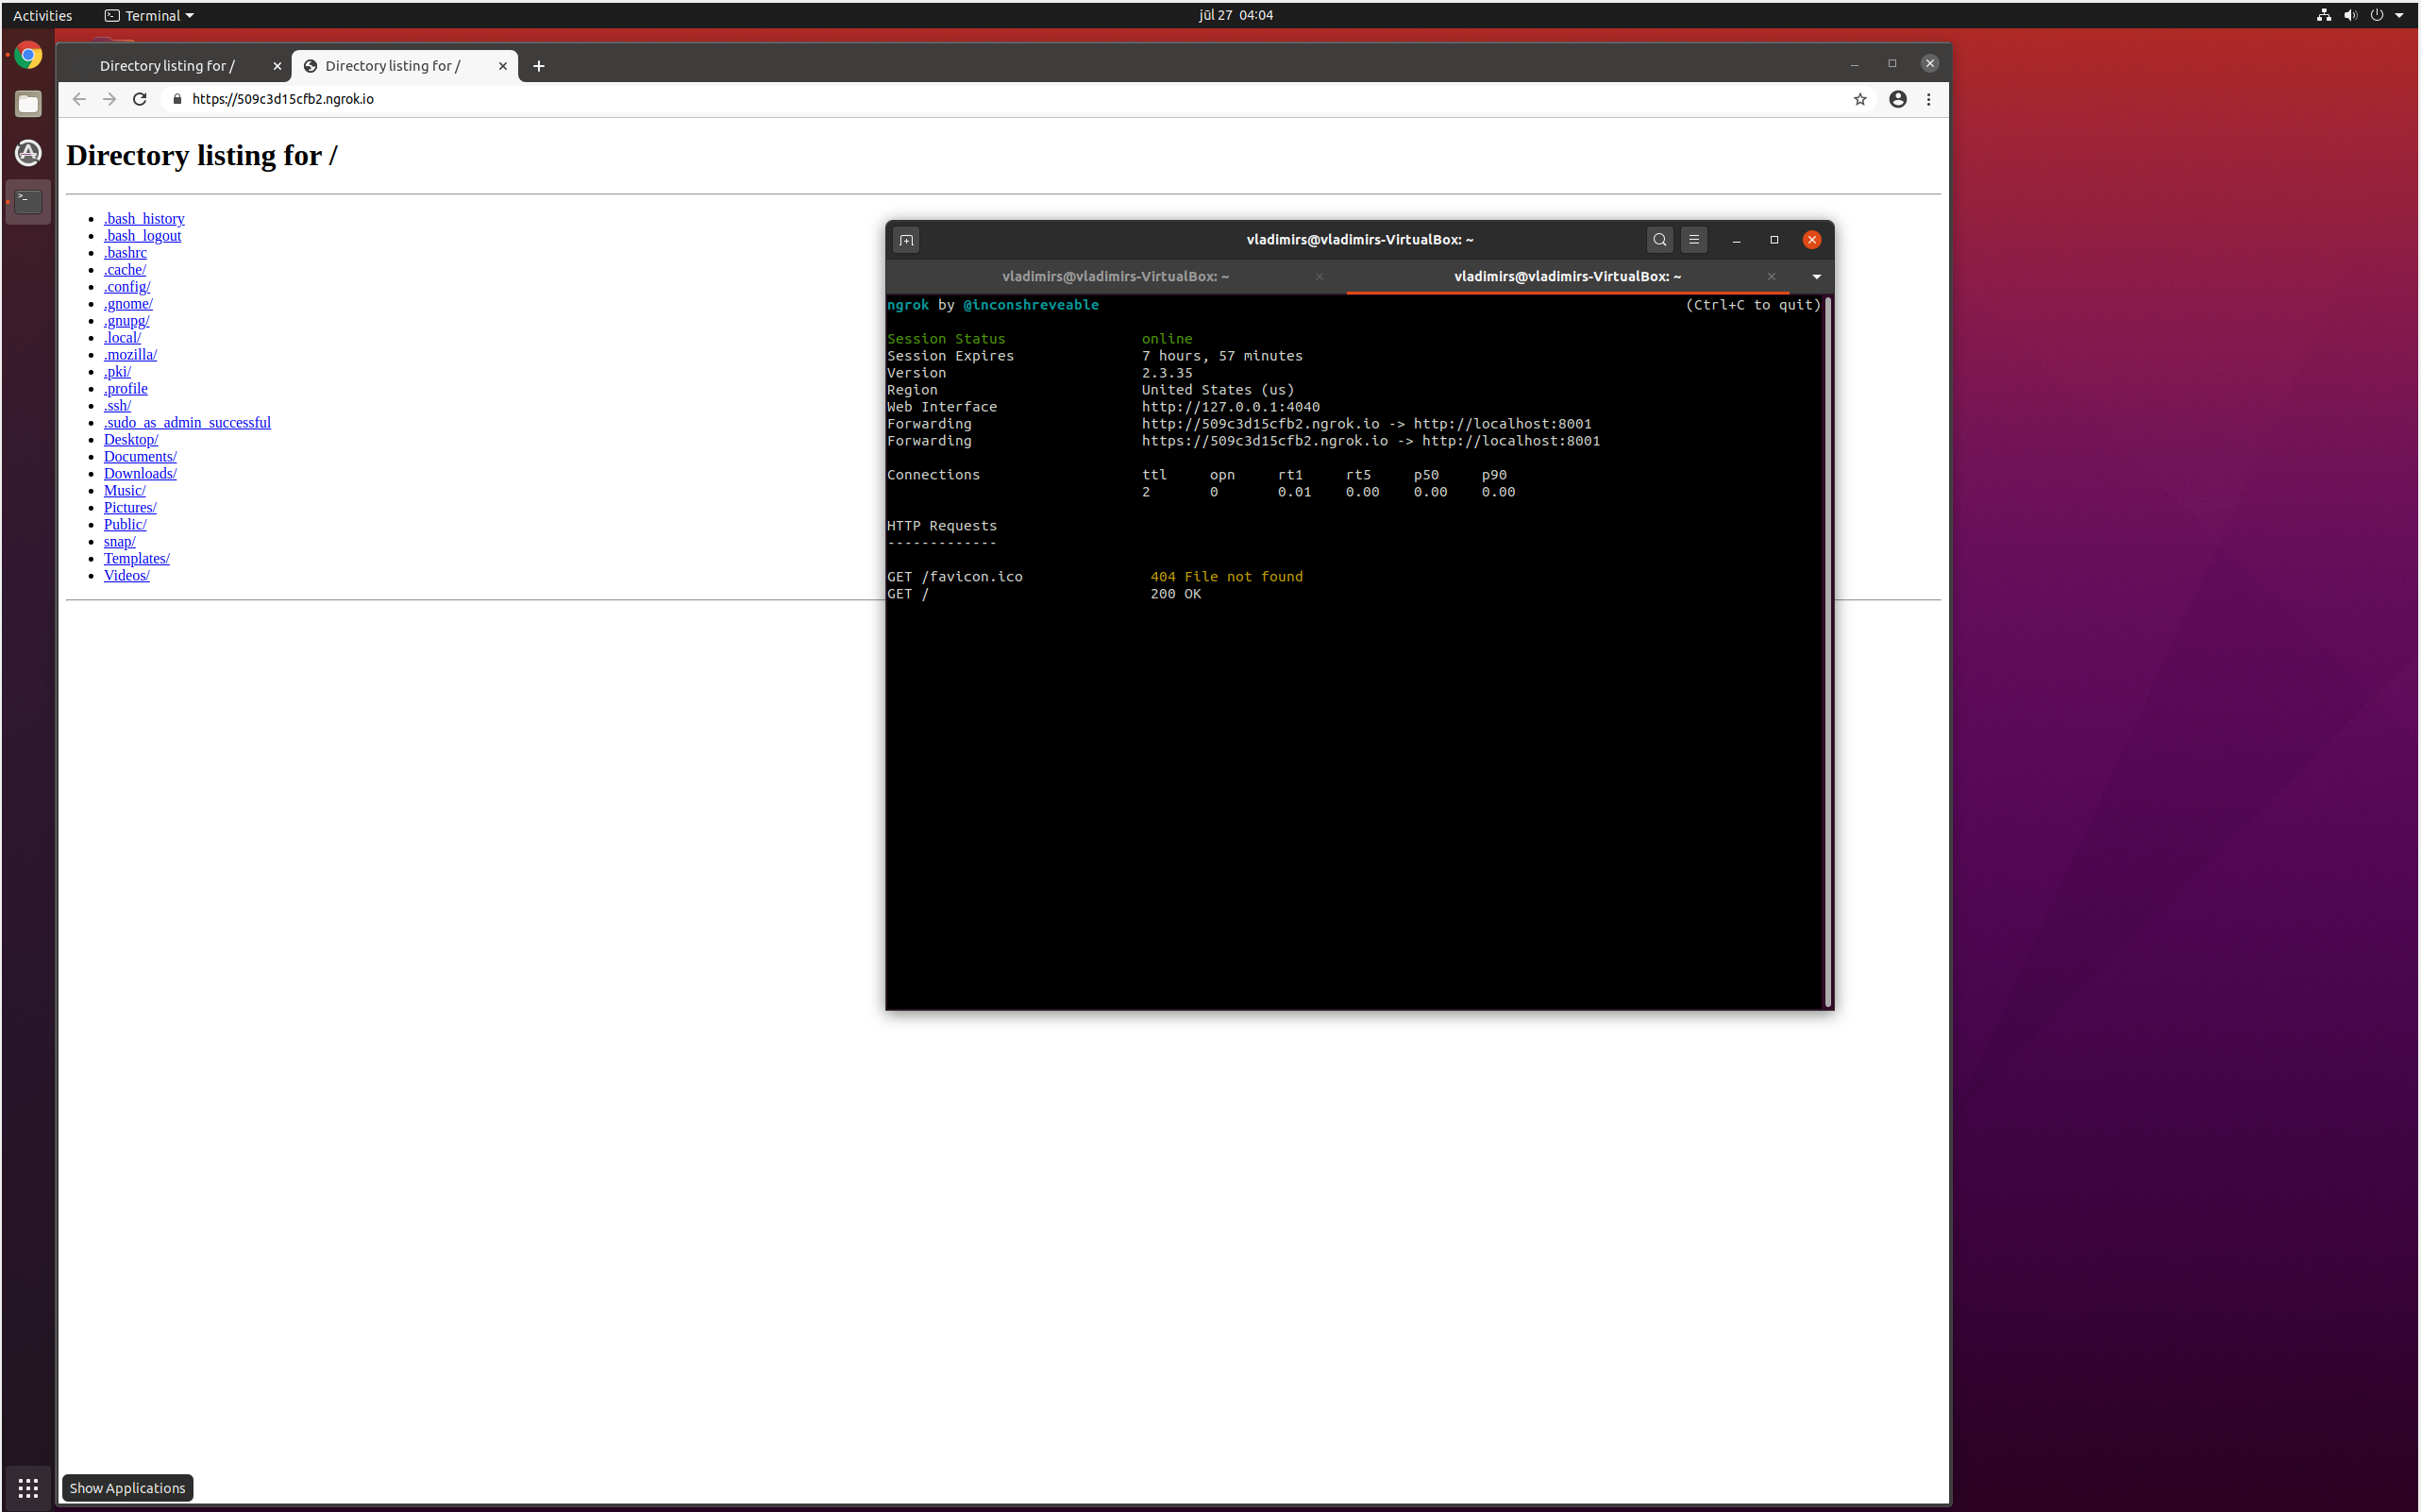 Activities Terminal jūl 27 04:04
Directory listing for / Directory listing for /
https://509c3d15cfb2.ngrok.io
Directory listing for /
.bash_history
.bash_logout
.bashrc
.cache/
.config/
.gnome/
.gnupg/
.local/
.mozilla/
.pki/
.profile
.ssh/
.sudo_as_admin_successful
Desktop/
Documents/
Downloads/
Music/
Pictures/
Public/
snap/
Templates/
Videos/
vladimirs@vladimirs-VirtualBox: ~
vladimirs@vladimirs-VirtualBox: ~ vladimirs@vladimirs-VirtualBox: ~
ngrok by @inconshreveable (Ctrl+C to quit)
Session Status online
Session Expires 7 hours, 57 minutes
Version 2.3.35
Region United States (us)
Web Interface http://127.0.0.1:4040
Forwarding http://509c3d15cfb2.ngrok.io -> http://localhost:8001
Forwarding https://509c3d15cfb2.ngrok.io -> http://localhost:8001
Connections ttl opn rt1 rt5 p50 p90
2 0 0.01 0.00 0.00 0.00
HTTP Requests
-------------
GET /favicon.ico 404 File not found
GET / 200 OK
Show Applications